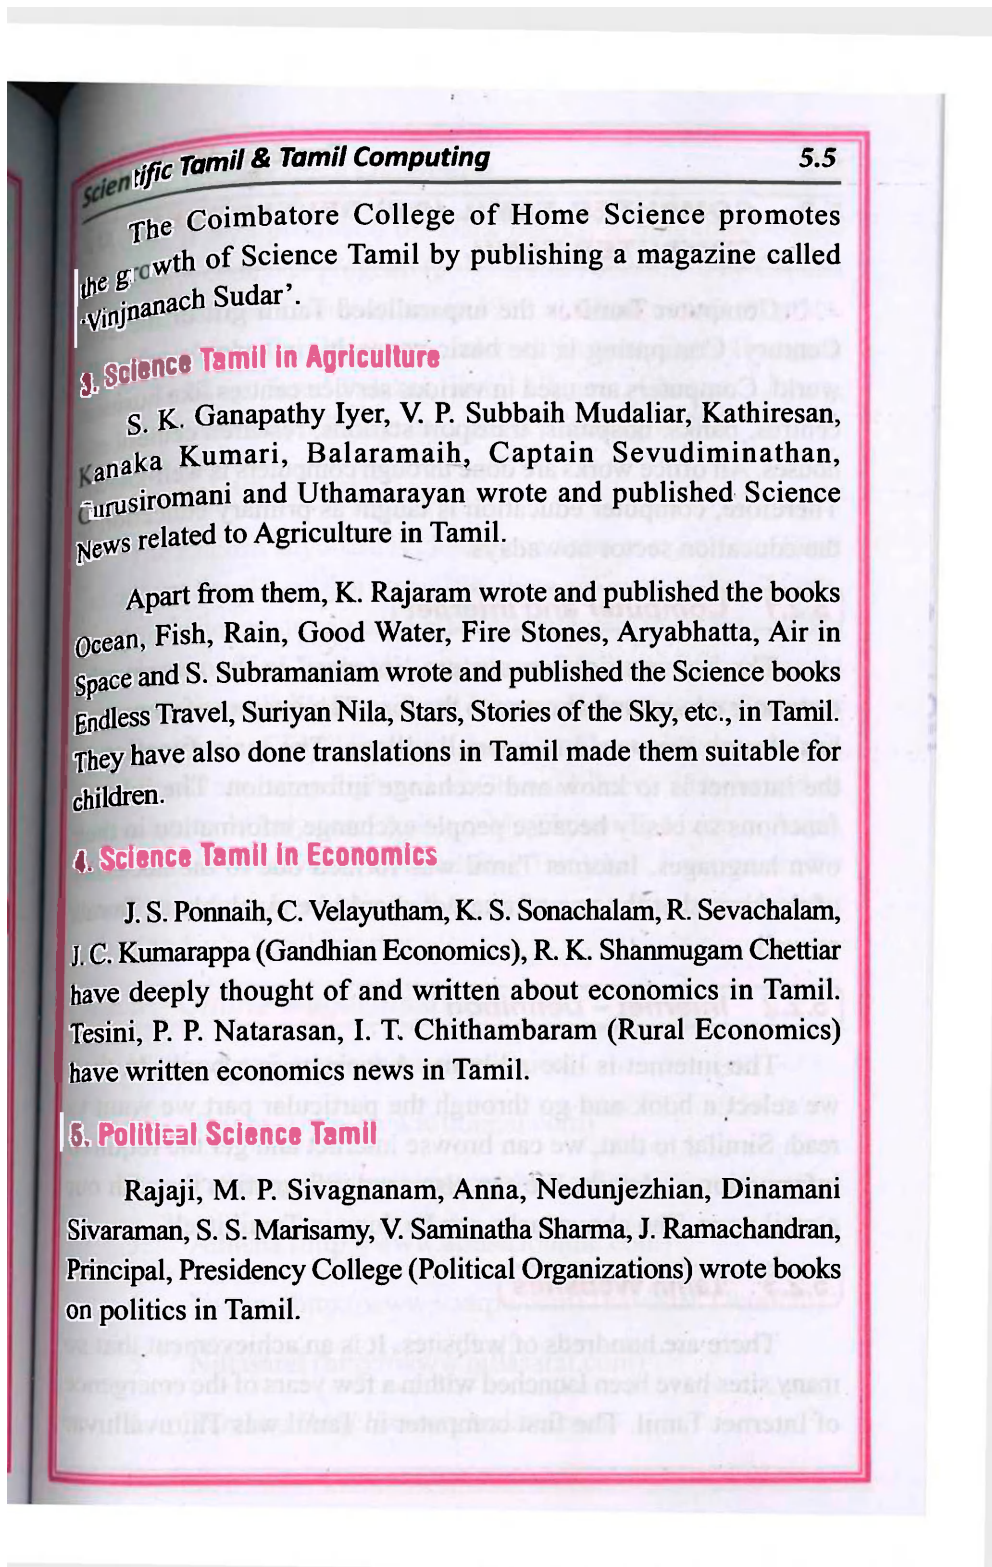 Scientific Tamil & Tamil Computing 5.5
The Coimbatore College of Home Science promotes
the growth of Science Tamil by publishing a magazine called
‘Vinjnanach Sudar’.
3. Science Tamil in Agriculture
S. K. Ganapathy Iyer, V. P. Subbaih Mudaliar, Kathiresan,
Kanaka Kumari, Balaramaih, Captain Sevudiminathan,
Gurusiromani and Uthamarayan wrote and published Science
News related to Agriculture in Tamil.
Apart from them, K. Rajaram wrote and published the books
Ocean, Fish, Rain, Good Water, Fire Stones, Aryabhatta, Air in
Space and S. Subramaniam wrote and published the Science books
Endless Travel, Suriyan Nila, Stars, Stories of the Sky, etc., in Tamil.
They have also done translations in Tamil made them suitable for
children.
4. Science Tamil in Economics
J. S. Ponnaih, C. Velayutham, K. S. Sonachalam, R. Sevachalam,
J. C. Kumarappa (Gandhian Economics), R. K. Shanmugam Chettiar
have deeply thought of and written about economics in Tamil.
Tesini, P. P. Natarasan, I. T. Chithambaram (Rural Economics)
have written economics news in Tamil.
5. Political Science Tamil
Rajaji, M. P. Sivagnanam, Anna, Nedunjezhian, Dinamani
Sivaraman, S. S. Marisamy, V. Saminatha Sharma, J. Ramachandran,
Principal, Presidency College (Political Organizations) wrote books
on politics in Tamil.